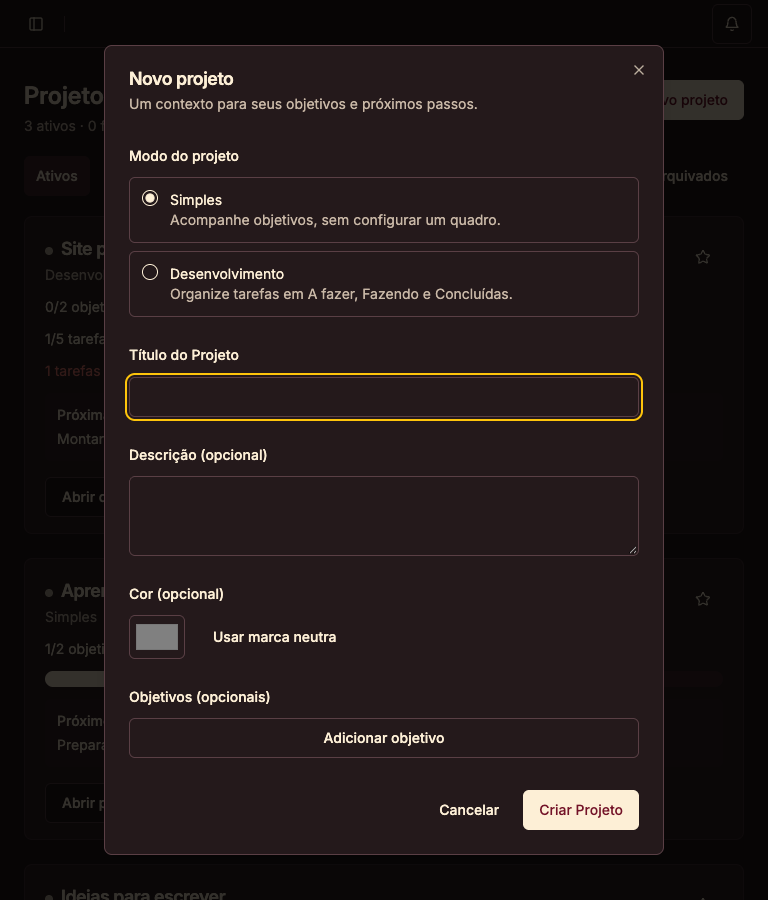 Novo projeto
Um contexto para seus objetivos e próximos passos.
Modo do projeto
Simples
Acompanhe objetivos, sem configurar um quadro.
Desenvolvimento
Organize tarefas em A fazer, Fazendo e Concluídas.
Título do Projeto
Descrição (opcional)
Cor (opcional)
Usar marca neutra
Objetivos (opcionais)
Adicionar objetivo
Cancelar
Criar Projeto
Projeto
3 ativos · 0 f
vo projeto
Ativos
rquivados
Site p
Desenvo
0/2 objet
1/5 tarefa
1 tarefas
Próxim
Montar
Abrir
Apren
Simples
1/2 objeti
Próxim
Prepara
Abrir p
Ideias para escrever